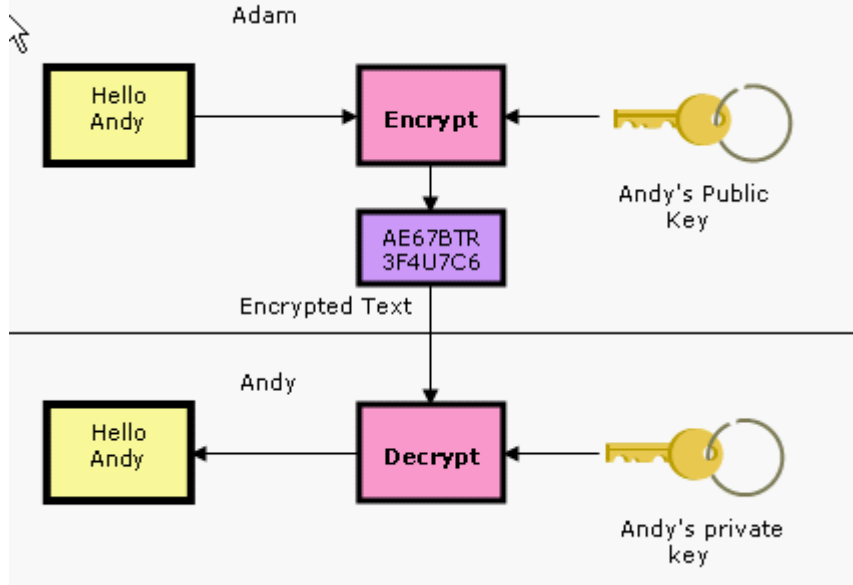 Adam
Hello
Andy
Encrypt
Andy's Public
Key
AE67BTR
3F4U7C6
Encrypted Text
Andy
Hello
Andy
Decrypt
Andy's private
key